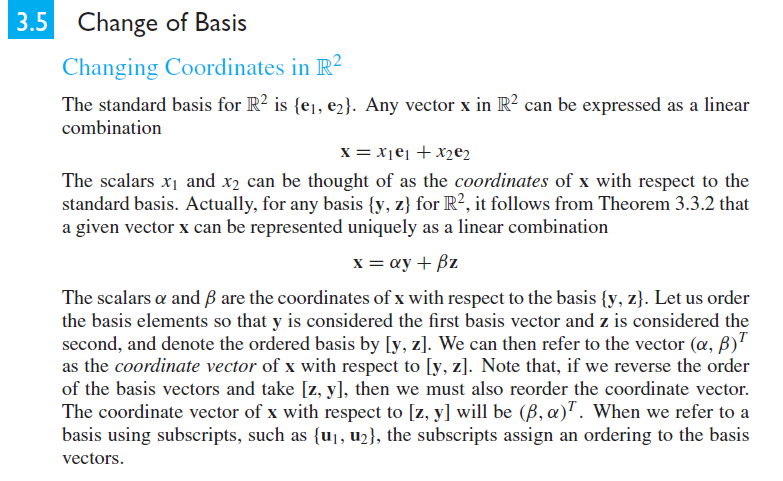 3.5 Change of Basis
Changing Coordinates in ℝ²
The standard basis for ℝ² is {e₁, e₂}. Any vector x in ℝ² can be expressed as a linear
combination
x = x₁e₁ + x₂e₂
The scalars x₁ and x₂ can be thought of as the coordinates of x with respect to the
standard basis. Actually, for any basis {y, z} for ℝ², it follows from Theorem 3.3.2 that
a given vector x can be represented uniquely as a linear combination
x = αy + βz
The scalars α and β are the coordinates of x with respect to the basis {y, z}. Let us order
the basis elements so that y is considered the first basis vector and z is considered the
second, and denote the ordered basis by [y, z]. We can then refer to the vector (α, β)ᵀ
as the coordinate vector of x with respect to [y, z]. Note that, if we reverse the order
of the basis vectors and take [z, y], then we must also reorder the coordinate vector.
The coordinate vector of x with respect to [z, y] will be (β, α)ᵀ. When we refer to a
basis using subscripts, such as {u₁, u₂}, the subscripts assign an ordering to the basis
vectors.